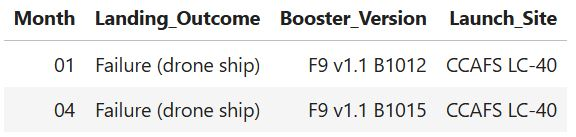 Month Landing_Outcome Booster_Version Launch_Site
01 Failure (drone ship) F9 v1.1 B1012 CCAFS LC-40
04 Failure (drone ship) F9 v1.1 B1015 CCAFS LC-40